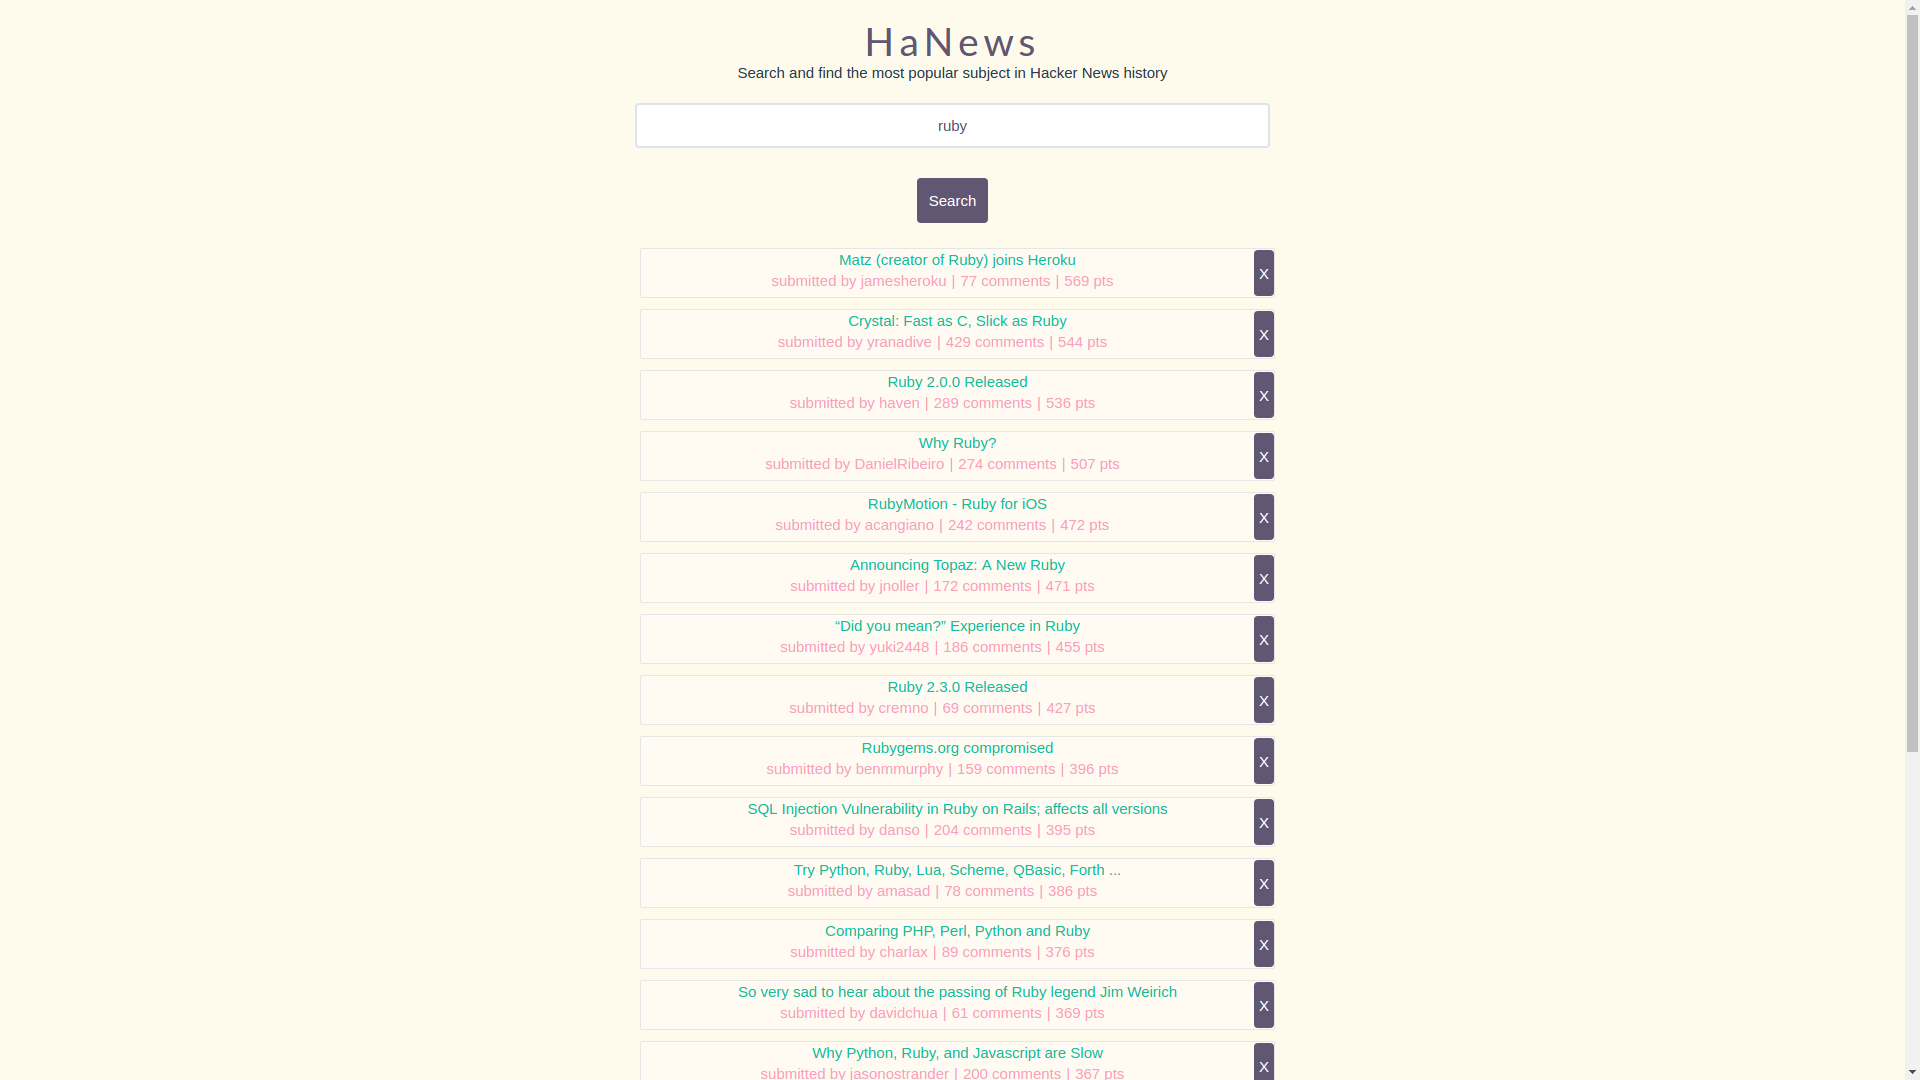 HaNews
Search and find the most popular subject in Hacker News history
ruby
Search
Matz (creator of Ruby) joins Heroku
submitted by jamesheroku | 77 comments | 569 pts
X
Crystal: Fast as C, Slick as Ruby
submitted by yranadive | 429 comments | 544 pts
X
Ruby 2.0.0 Released
submitted by haven | 289 comments | 536 pts
X
Why Ruby?
submitted by DanielRibeiro | 274 comments | 507 pts
X
RubyMotion - Ruby for iOS
submitted by acangiano | 242 comments | 472 pts
X
Announcing Topaz: A New Ruby
submitted by jnoller | 172 comments | 471 pts
X
“Did you mean?” Experience in Ruby
submitted by yuki2448 | 186 comments | 455 pts
X
Ruby 2.3.0 Released
submitted by cremno | 69 comments | 427 pts
X
Rubygems.org compromised
submitted by benmmurphy | 159 comments | 396 pts
X
SQL Injection Vulnerability in Ruby on Rails; affects all versions
submitted by danso | 204 comments | 395 pts
X
Try Python, Ruby, Lua, Scheme, QBasic, Forth ...
submitted by amasad | 78 comments | 386 pts
X
Comparing PHP, Perl, Python and Ruby
submitted by charlax | 89 comments | 376 pts
X
So very sad to hear about the passing of Ruby legend Jim Weirich
submitted by davidchua | 61 comments | 369 pts
X
Why Python, Ruby, and Javascript are Slow
submitted by jasonostrander | 200 comments | 367 pts
X